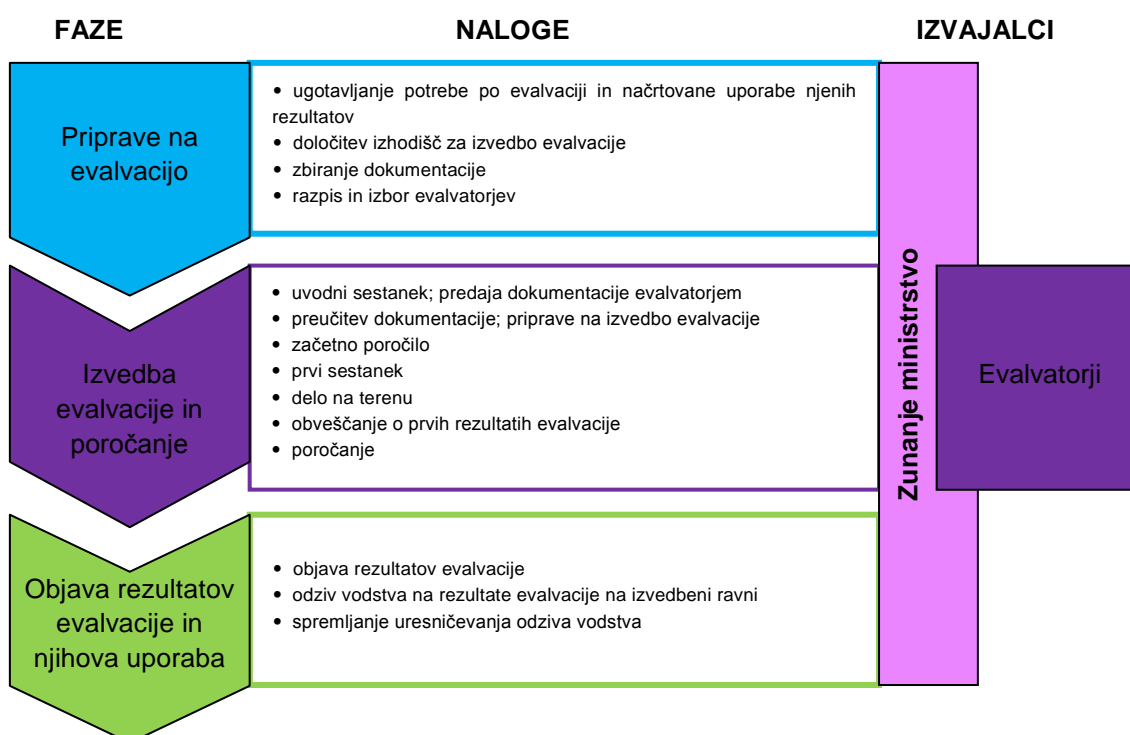 FAZE NALOGE IZVAJALCI
Priprave na
evalvacijo
• ugotavljanje potrebe po evalvaciji in načrtovane uporabe njenih
rezultatov
• določitev izhodišč za izvedbo evalvacije
• zbiranje dokumentacije
• razpis in izbor evalvatorjev
Izvedba
evalvacije in
poročanje
• uvodni sestanek; predaja dokumentacije evalvatorjem
• preučitev dokumentacije; priprave na izvedbo evalvacije
• začetno poročilo
• prvi sestanek
• delo na terenu
• obveščanje o prvih rezultatih evalvacije
• poročanje
Objava rezultatov
evalvacije in
njihova uporaba
• objava rezultatov evalvacije
• odziv vodstva na rezultate evalvacije na izvedbeni ravni
• spremljanje uresničevanja odziva vodstva
Zunanje ministrstvo
Evalvatorji